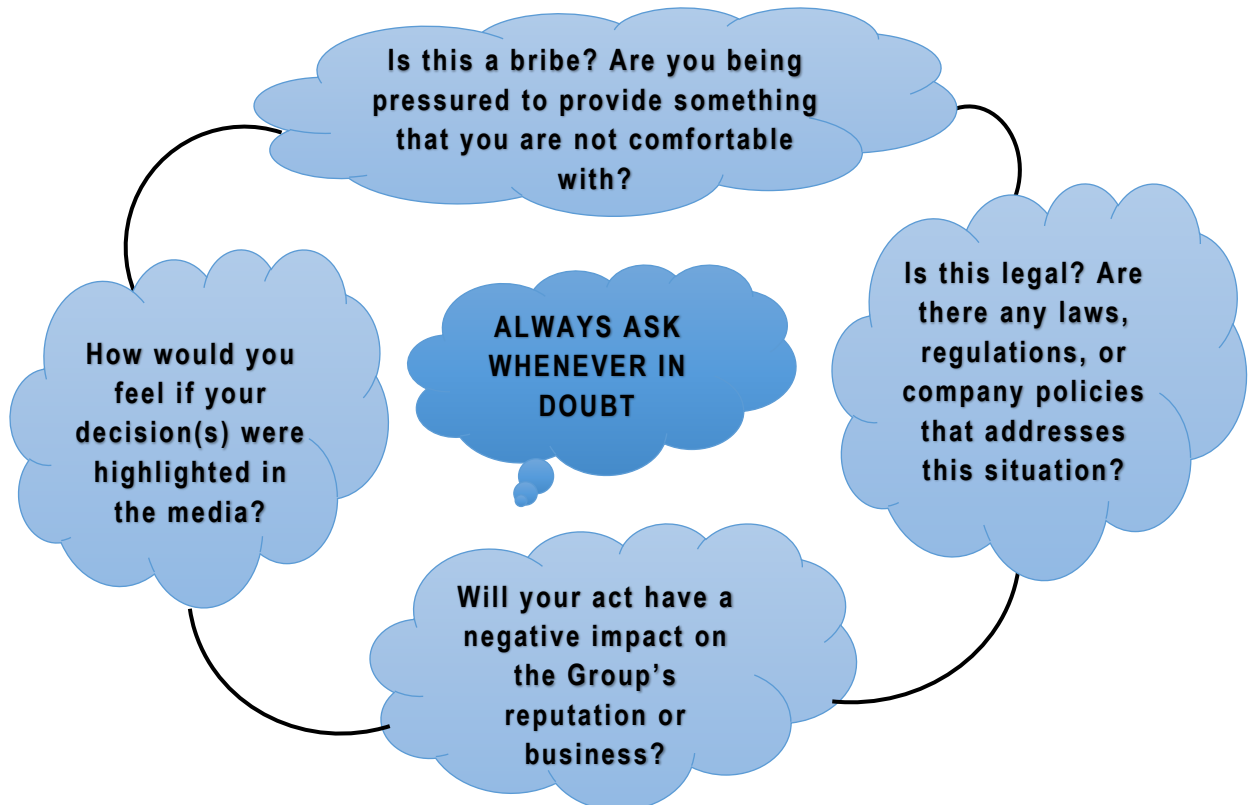 Is this a bribe? Are you being
pressured to provide something
that you are not comfortable
with?
Is this legal? Are
there any laws,
regulations, or
company policies
that addresses
this situation?
ALWAYS ASK
WHENEVER IN
DOUBT
How would you
feel if your
decision(s) were
highlighted in
the media?
Will your act have a
negative impact on
the Group’s
reputation or
business?